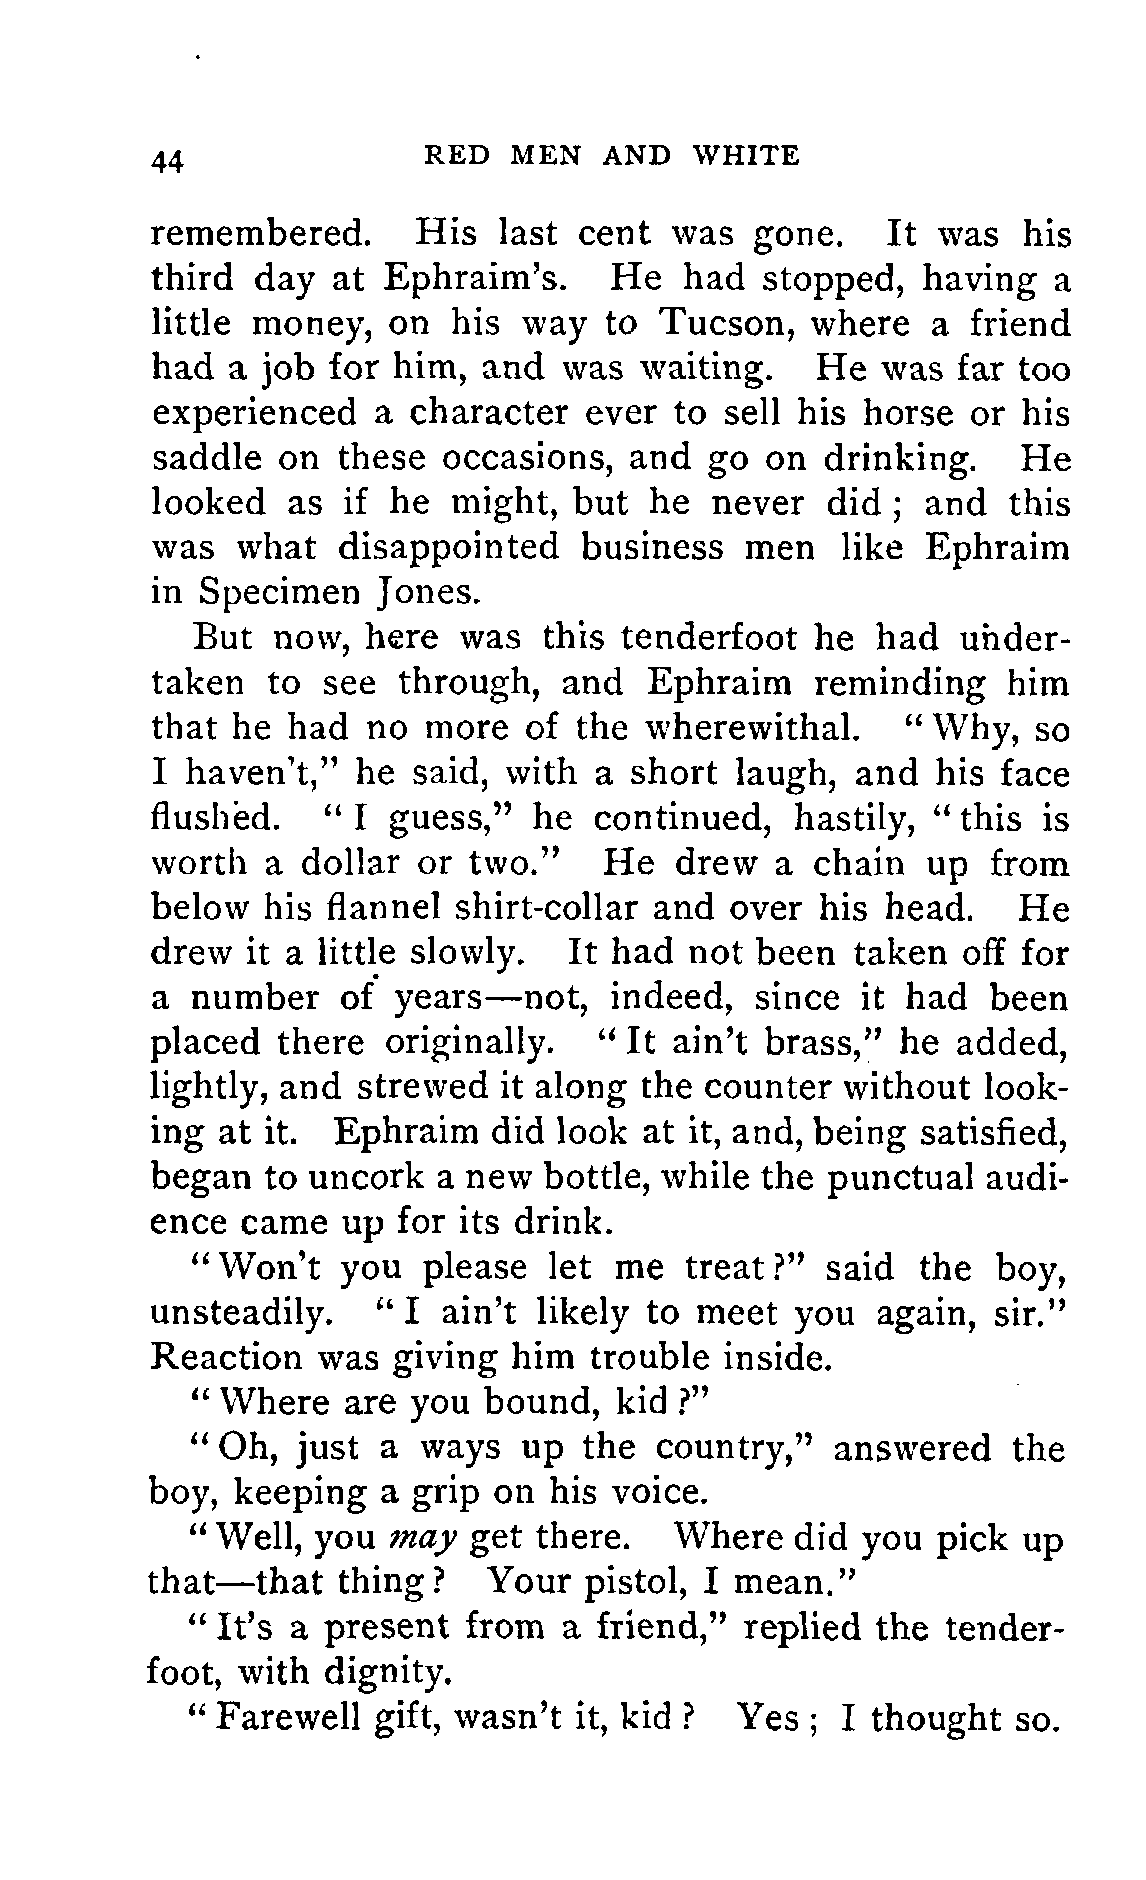 44 RED MEN AND WHITE
remembered. His last cent was gone. It was his
third day at Ephraim's. He had stopped, having a
little money, on his way to Tucson, where a friend
had a job for him, and was waiting. He was far too
experienced a character ever to sell his horse or his
saddle on these occasions, and go on drinking. He
looked as if he might, but he never did; and this
was what disappointed business men like Ephraim
in Specimen Jones.
But now, here was this tenderfoot he had under-
taken to see through, and Ephraim reminding him
that he had no more of the wherewithal. "Why, so
I haven't," he said, with a short laugh, and his face
flushed. "I guess," he continued, hastily, "this is
worth a dollar or two." He drew a chain up from
below his flannel shirt-collar and over his head. He
drew it a little slowly. It had not been taken off for
a number of years—not, indeed, since it had been
placed there originally. "It ain't brass," he added,
lightly, and strewed it along the counter without look-
ing at it. Ephraim did look at it, and, being satisfied,
began to uncork a new bottle, while the punctual audi-
ence came up for its drink.
"Won't you please let me treat?" said the boy,
unsteadily. "I ain't likely to meet you again, sir."
Reaction was giving him trouble inside.
"Where are you bound, kid?"
"Oh, just a ways up the country," answered the
boy, keeping a grip on his voice.
"Well, you may get there. Where did you pick up
that—that thing? Your pistol, I mean."
"It's a present from a friend," replied the tender-
foot, with dignity.
"Farewell gift, wasn't it, kid? Yes; I thought so.